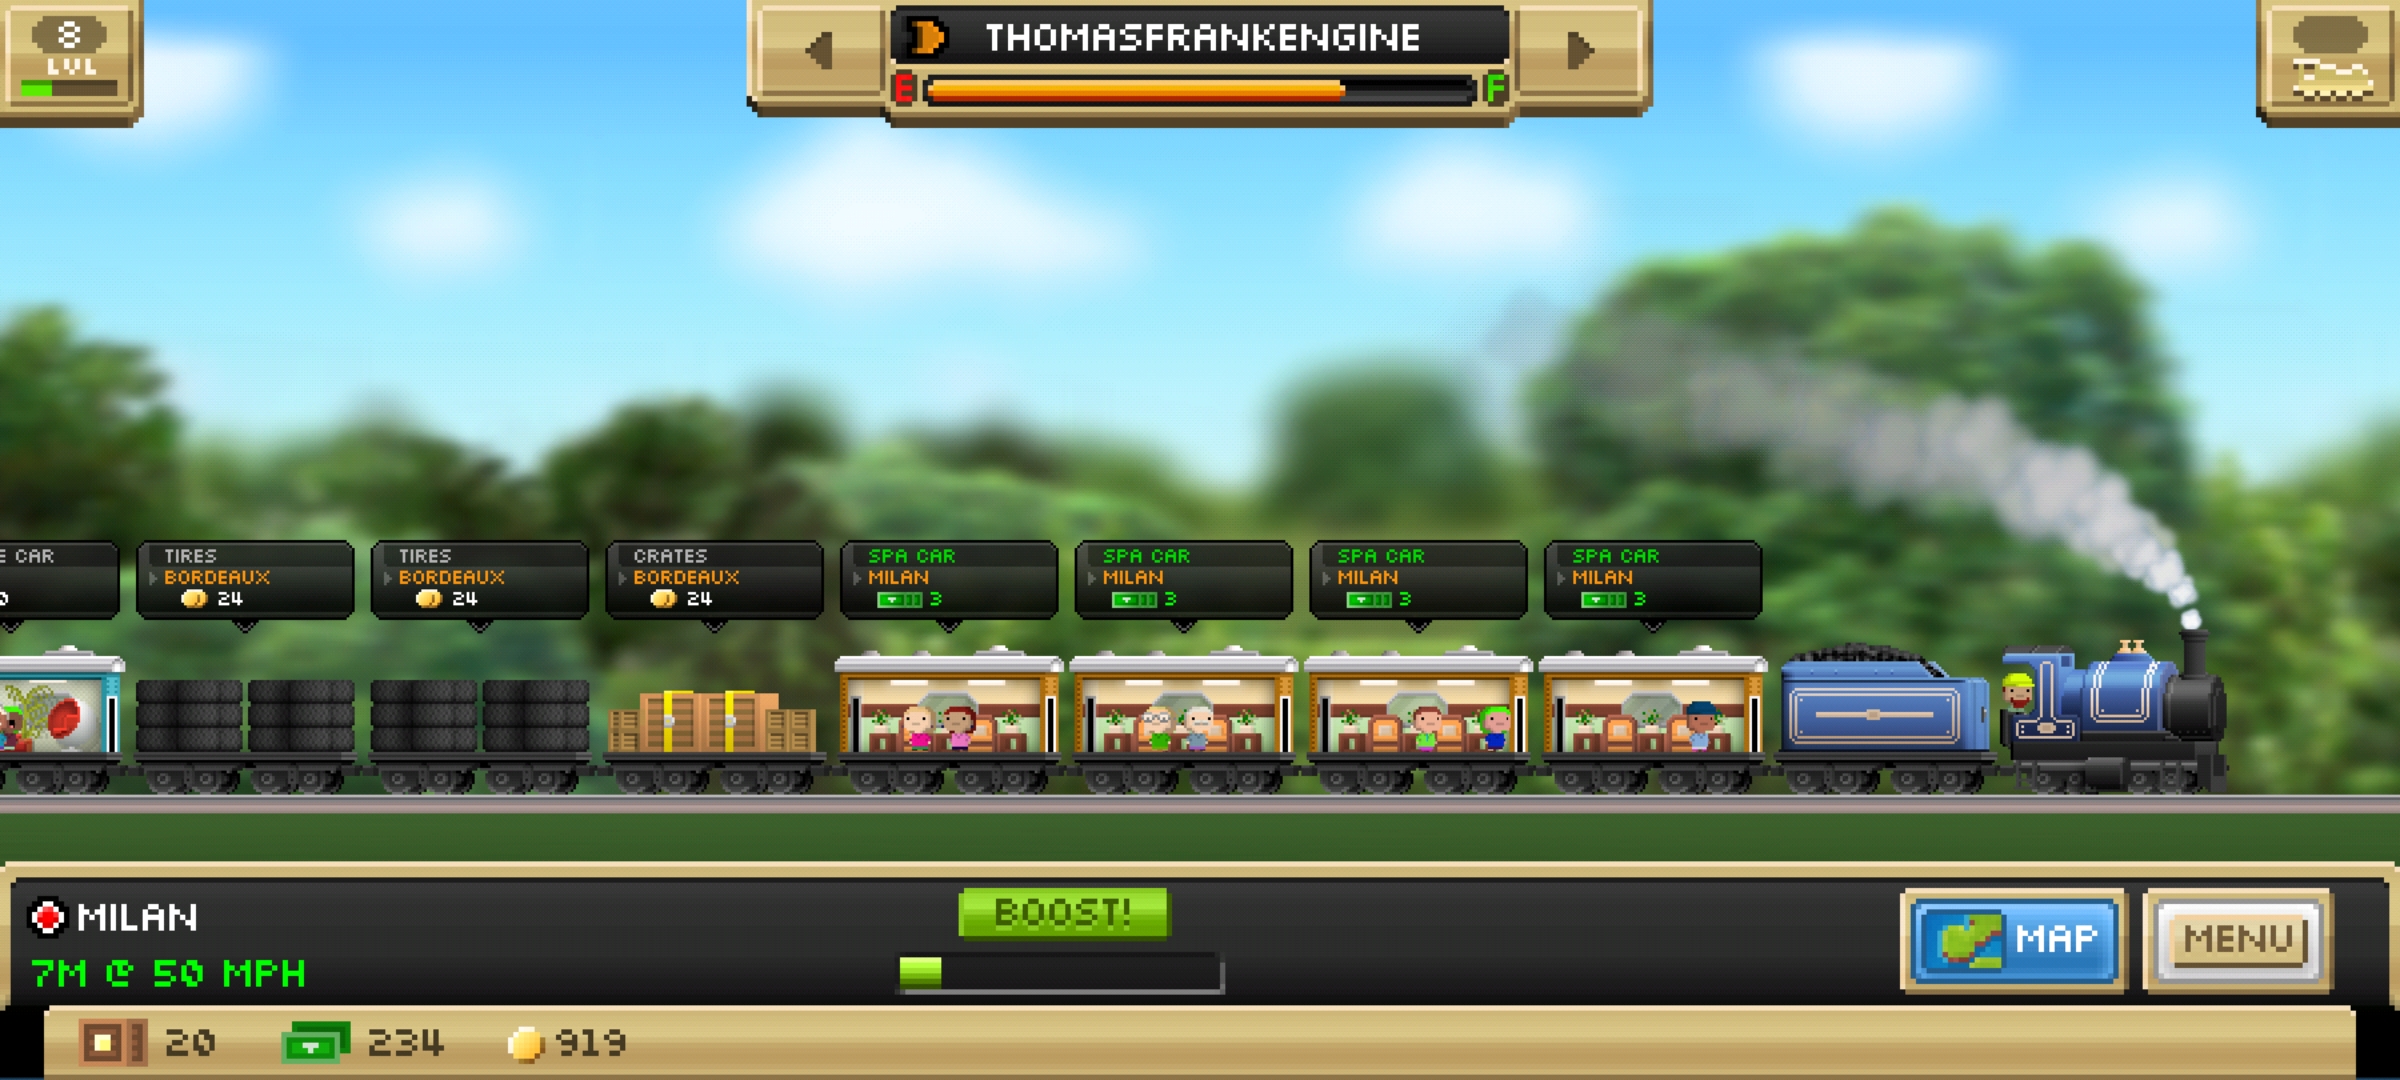 8
LVL
THOMASFRANKENGINE
E F
E CAR
TIRES
BORDEAUX
24
TIRES
BORDEAUX
24
CRATES
BORDEAUX
24
SPA CAR
MILAN
3
SPA CAR
MILAN
3
SPA CAR
MILAN
3
SPA CAR
MILAN
3
MILAN
7M @ 50 MPH
BOOST!
MAP
MENU
20
234
919